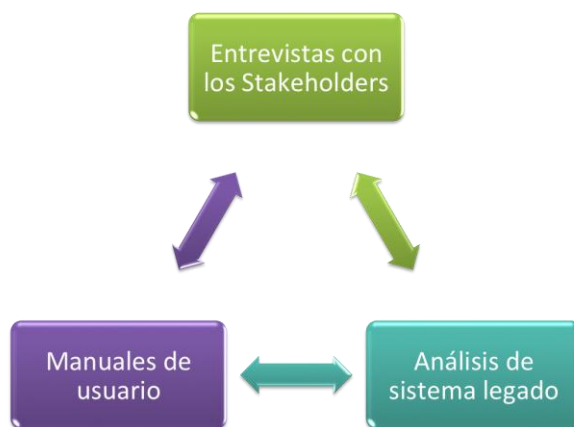 Entrevistas con
los Stakeholders
Manuales de
usuario
Análisis de
sistema legado